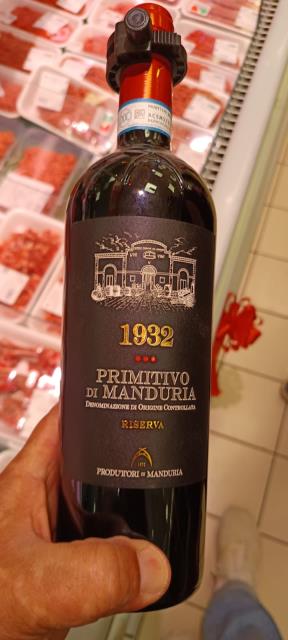 1932
PRIMITIVO
DI MANDURIA
DENOMINAZIONE DI ORIGINE CONTROLLATA
RISERVA
PRODUTTORI DI MANDURIA